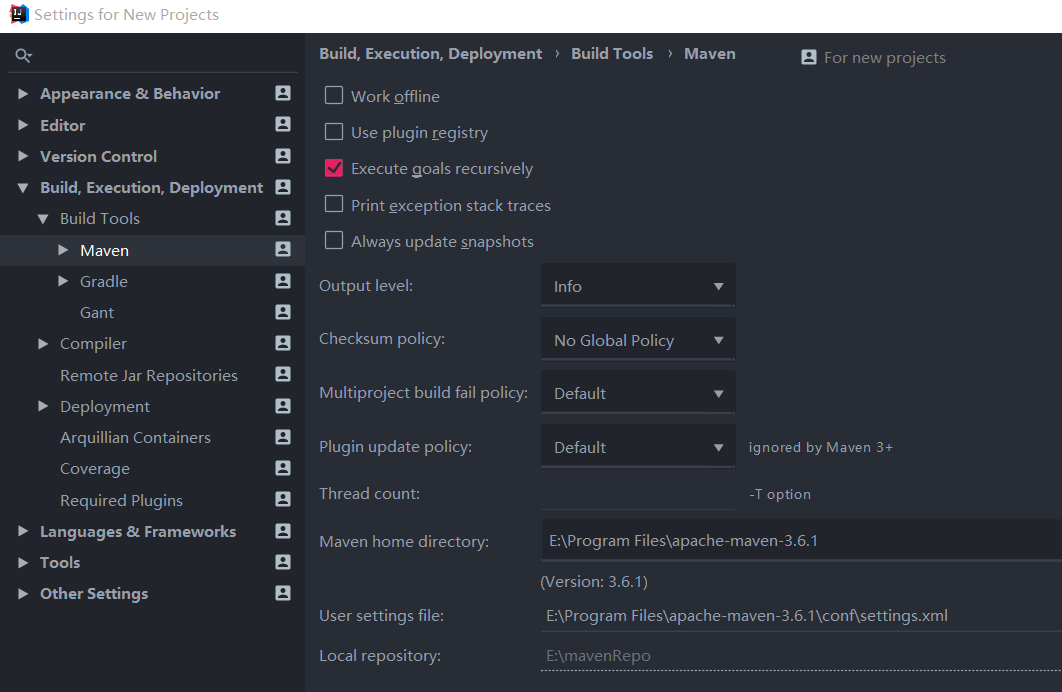 Settings for New Projects
Build, Execution, Deployment › Build Tools › Maven
For new projects
Appearance & Behavior
Editor
Version Control
Build, Execution, Deployment
Build Tools
Maven
Gradle
Gant
Compiler
Remote Jar Repositories
Deployment
Arquillian Containers
Coverage
Required Plugins
Languages & Frameworks
Tools
Other Settings
Work offline
Use plugin registry
Execute goals recursively
Print exception stack traces
Always update snapshots
Output level: Info
Checksum policy: No Global Policy
Multiproject build fail policy: Default
Plugin update policy: Default ignored by Maven 3+
Thread count: -T option
Maven home directory: E:\Program Files\apache-maven-3.6.1
(Version: 3.6.1)
User settings file: E:\Program Files\apache-maven-3.6.1\conf\settings.xml
Local repository: E:\mavenRepo